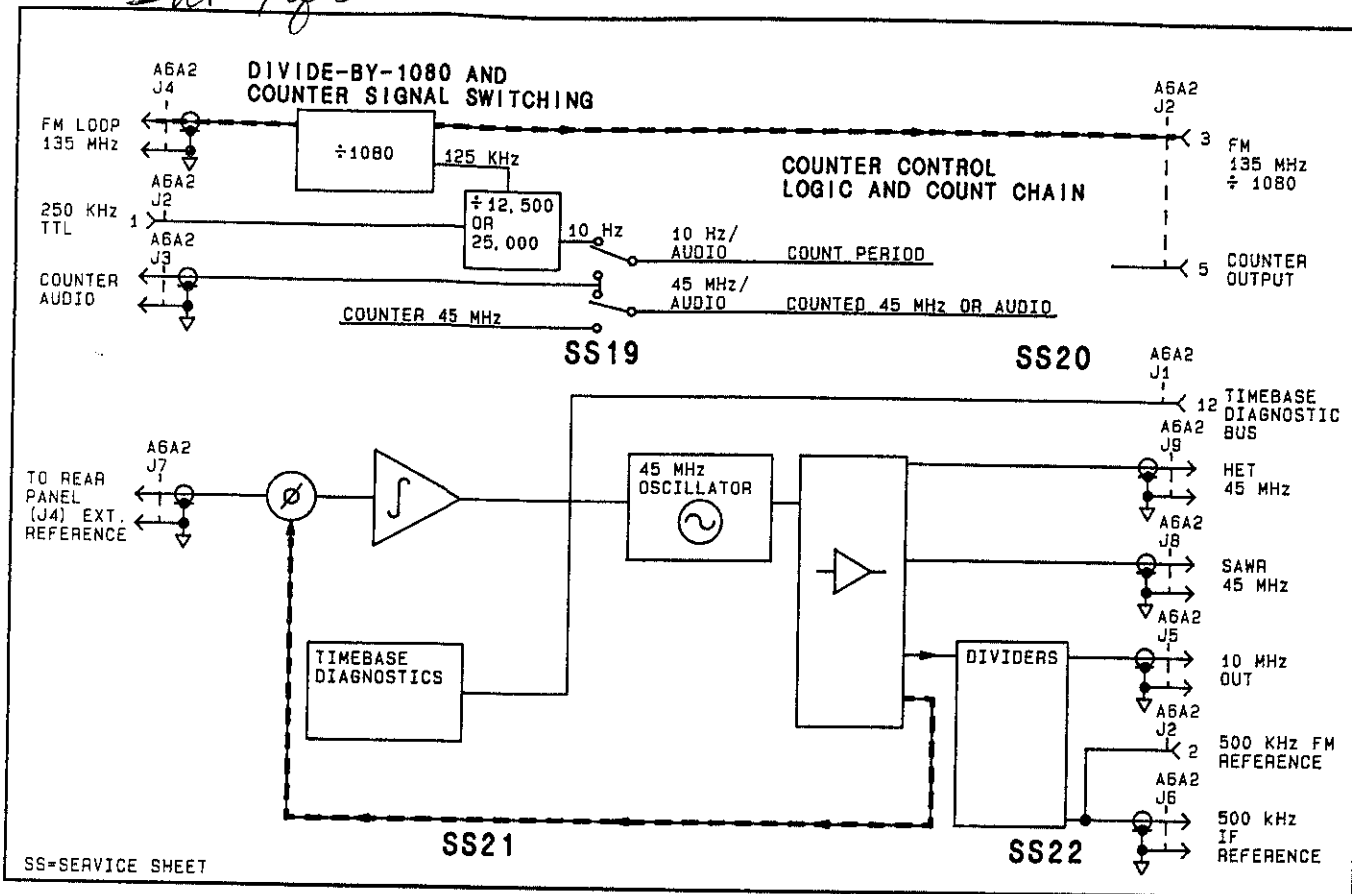 A6A2
J4
DIVIDE-BY-1080 AND
COUNTER SIGNAL SWITCHING
A6A2
J2
FM LOOP
135 MHz
÷1080
125 KHz
3
FM
135 MHz
÷ 1080
COUNTER CONTROL
LOGIC AND COUNT CHAIN
A6A2
J2
250 KHz
TTL
1
÷12,500
OR
25,000
10 Hz
10 Hz/
AUDIO
COUNT PERIOD
5
COUNTER
OUTPUT
A6A2
J3
COUNTER
AUDIO
45 MHz/
AUDIO
COUNTED 45 MHz OR AUDIO
COUNTER 45 MHz
SS19
SS20
A6A2
J1
12
TIMEBASE
DIAGNOSTIC
BUS
A6A2
J7
TO REAR
PANEL
(J4) EXT.
REFERENCE
ø
∫
45 MHz
OSCILLATOR
A6A2
J9
HET
45 MHz
A6A2
J8
SAWR
45 MHz
TIMEBASE
DIAGNOSTICS
DIVIDERS
A6A2
J5
10 MHz
OUT
A6A2
J2
2
500 KHz FM
REFERENCE
A6A2
J6
500 kHz
IF
REFERENCE
SS21
SS22
SS=SERVICE SHEET